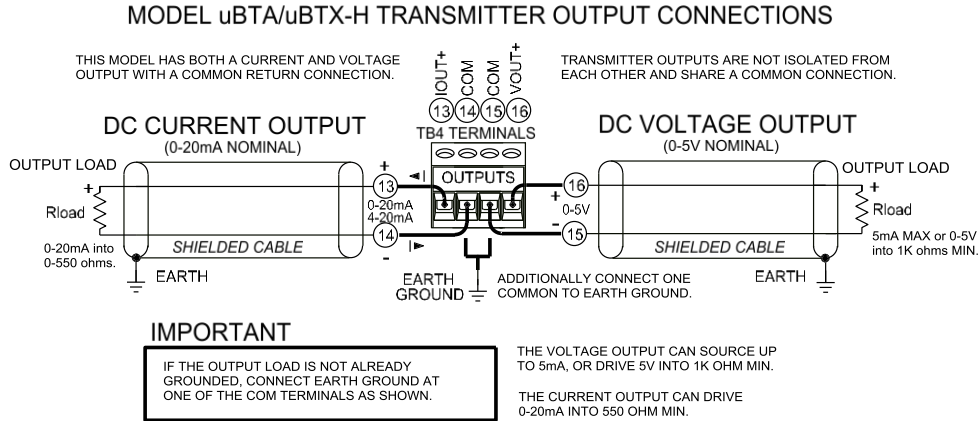 MODEL uBTA/uBTX-H TRANSMITTER OUTPUT CONNECTIONS
THIS MODEL HAS BOTH A CURRENT AND VOLTAGE
OUTPUT WITH A COMMON RETURN CONNECTION.
IOUT+
COM
COM
VOUT+
TRANSMITTER OUTPUTS ARE NOT ISOLATED FROM
EACH OTHER AND SHARE A COMMON CONNECTION.
13 14 15 16
TB4 TERMINALS
DC CURRENT OUTPUT
(0-20mA NOMINAL)
DC VOLTAGE OUTPUT
(0-5V NOMINAL)
OUTPUT LOAD
+
Rload
0-20mA into
0-550 ohms.
SHIELDED CABLE
EARTH
+
13
0-20mA
4-20mA
14
-
I
I
OUTPUTS
16
+
0-5V
-
15
EARTH
GROUND
ADDITIONALLY CONNECT ONE
COMMON TO EARTH GROUND.
SHIELDED CABLE
EARTH
OUTPUT LOAD
+
Rload
5mA MAX or 0-5V
into 1K ohms MIN.
-
IMPORTANT
IF THE OUTPUT LOAD IS NOT ALREADY
GROUNDED, CONNECT EARTH GROUND AT
ONE OF THE COM TERMINALS AS SHOWN.
THE VOLTAGE OUTPUT CAN SOURCE UP
TO 5mA, OR DRIVE 5V INTO 1K OHM MIN.
THE CURRENT OUTPUT CAN DRIVE
0-20mA INTO 550 OHM MIN.